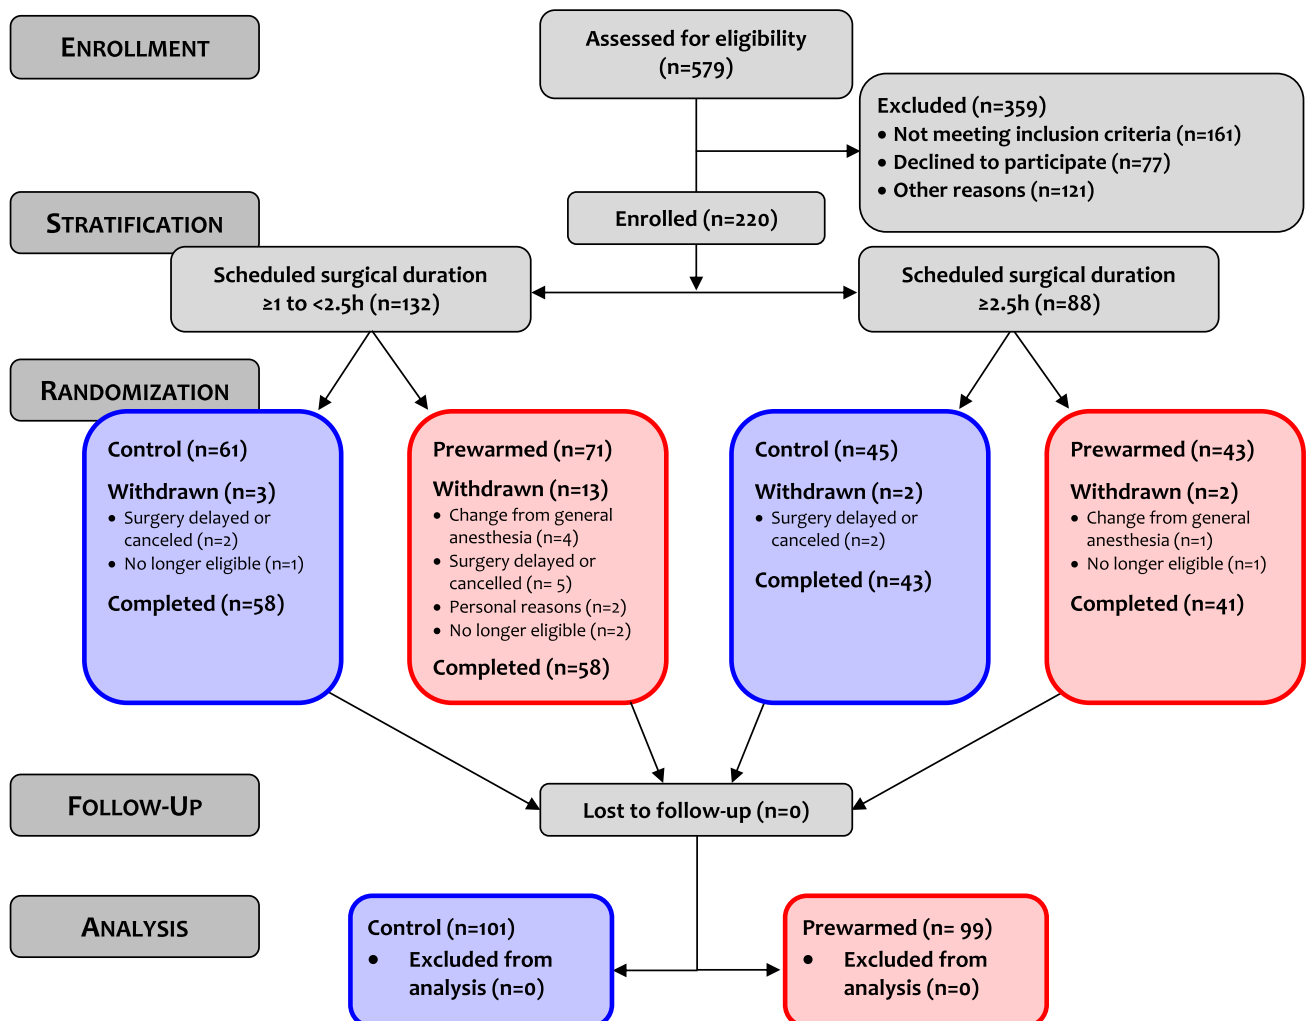 ENROLLMENT
Assessed for eligibility
(n=579)
Excluded (n=359)
• Not meeting inclusion criteria (n=161)
• Declined to participate (n=77)
• Other reasons (n=121)
STRATIFICATION
Enrolled (n=220)
Scheduled surgical duration
≥1 to <2.5h (n=132)
Scheduled surgical duration
≥2.5h (n=88)
RANDOMIZATION
Control (n=61)
Withdrawn (n=3)
• Surgery delayed or
canceled (n=2)
• No longer eligible (n=1)
Completed (n=58)
Prewarmed (n=71)
Withdrawn (n=13)
• Change from general
anesthesia (n=4)
• Surgery delayed or
cancelled (n= 5)
• Personal reasons (n=2)
• No longer eligible (n=2)
Completed (n=58)
Control (n=45)
Withdrawn (n=2)
• Surgery delayed or
canceled (n=2)
Completed (n=43)
Prewarmed (n=43)
Withdrawn (n=2)
• Change from general
anesthesia (n=1)
• No longer eligible (n=1)
Completed (n=41)
FOLLOW-UP
Lost to follow-up (n=0)
ANALYSIS
Control (n=101)
• Excluded from
analysis (n=0)
Prewarmed (n= 99)
• Excluded from
analysis (n=0)